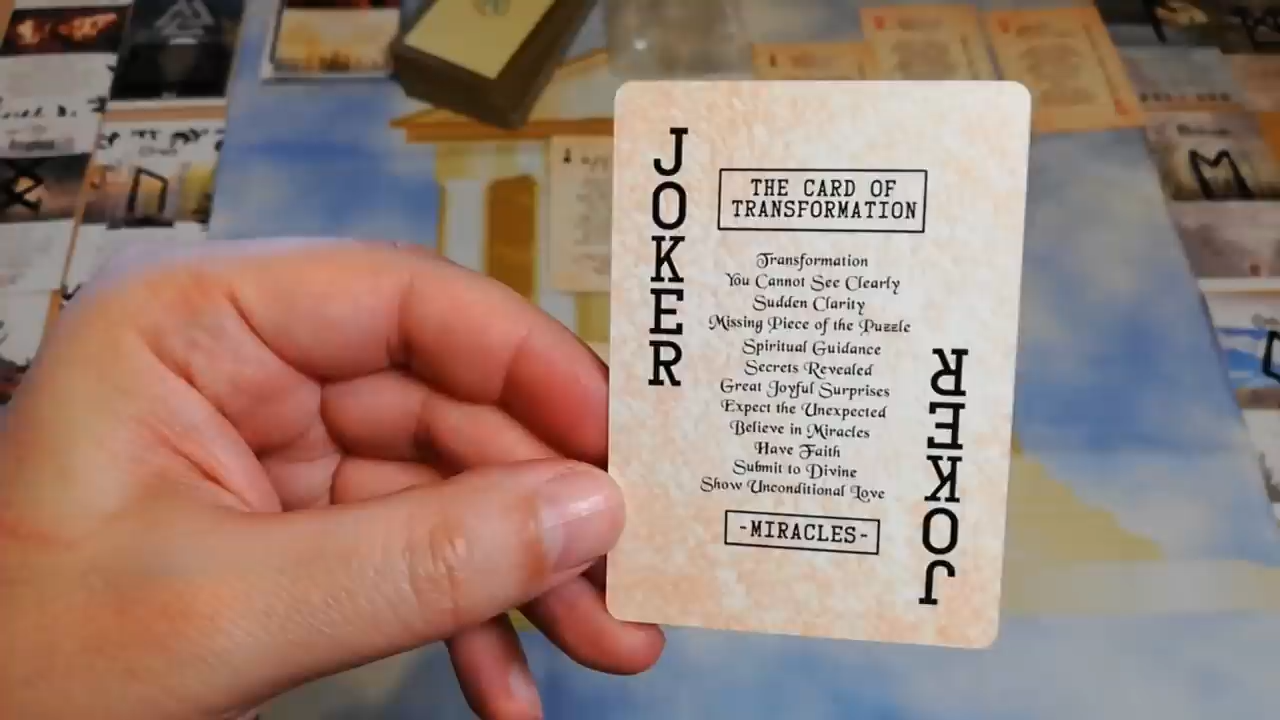 JOKER
THE CARD OF
TRANSFORMATION
Transformation
You Cannot See Clearly
Sudden Clarity
Missing Piece of the Puzzle
Spiritual Guidance
Secrets Revealed
Great Joyful Surprises
Expect the Unexpected
Believe in Miracles
Have Faith
Submit to Divine
Show Unconditional Love
-MIRACLES-
JOKER